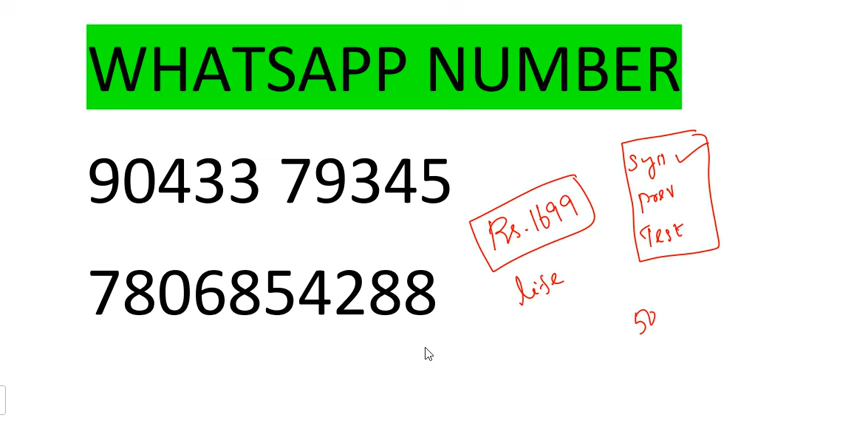 WHATSAPP NUMBER
90433 79345
7806854288
Rs.1699
life
Syn
prev
Test
50